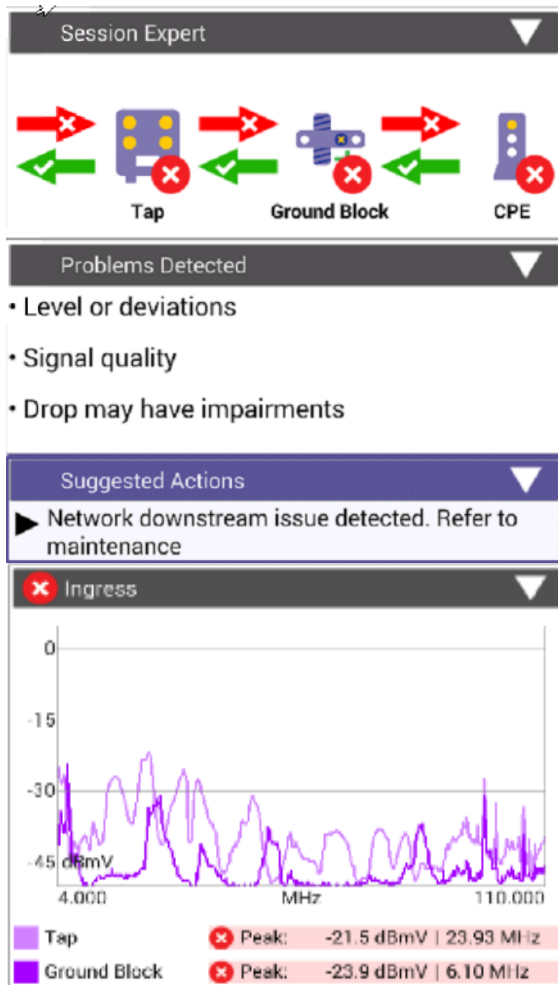 Session Expert
Tap
Ground Block
CPE
Problems Detected
• Level or deviations
• Signal quality
• Drop may have impairments
Suggested Actions
Network downstream issue detected. Refer to
maintenance
Ingress
0
-15
-30
-45 dBmV
4.000 MHz 110.000
Tap Peak: -21.5 dBmV | 23.93 MHz
Ground Block Peak: -23.9 dBmV | 6.10 MHz